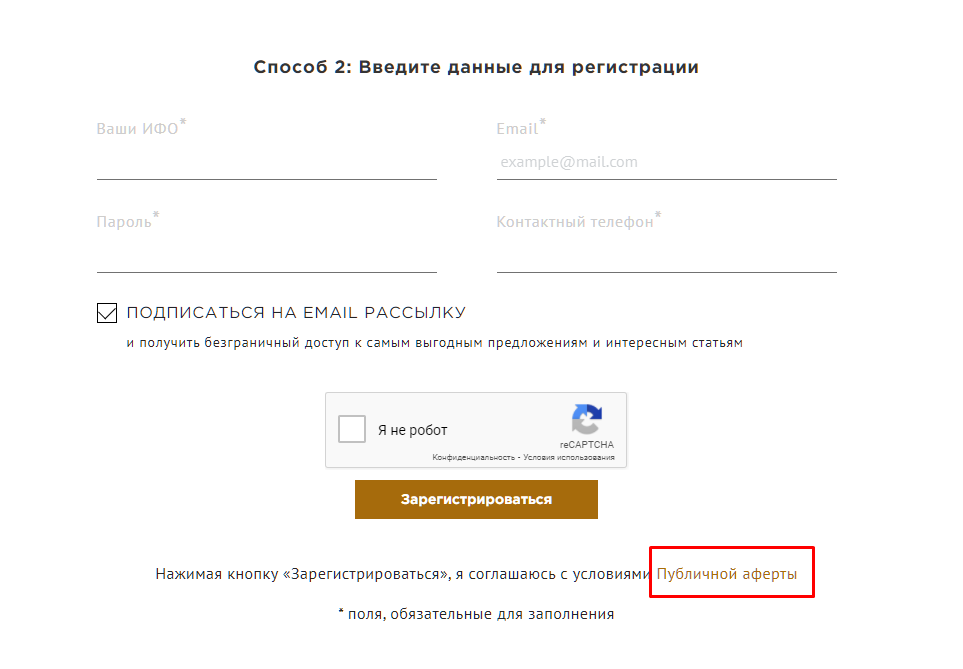 Способ 2: Введите данные для регистрации
Ваши ИФО*
Email*
example@mail.com
Пароль*
Контактный телефон*
ПОДПИСАТЬСЯ НА EMAIL РАССЫЛКУ
и получить безграничный доступ к самым выгодным предложениям и интересным статьям
Я не робот
reCAPTCHA
Конфиденциальность - Условия использования
Зарегистрироваться
Нажимая кнопку «Зарегистрироваться», я соглашаюсь с условиями Публичной аферты
* поля, обязательные для заполнения